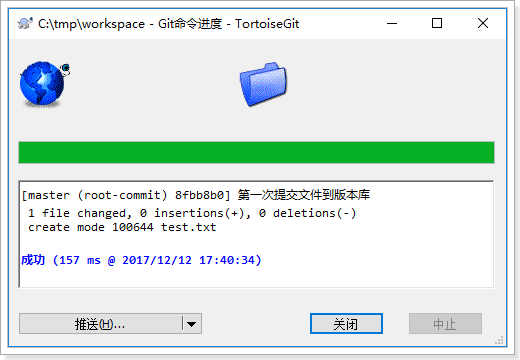 C:\tmp\workspace - Git命令进度 - TortoiseGit
[master (root-commit) 8fbb8b0] 第一次提交文件到版本库
1 file changed, 0 insertions(+), 0 deletions(-)
create mode 100644 test.txt
成功 (157 ms @ 2017/12/12 17:40:34)
推送(H)...
关闭
中止